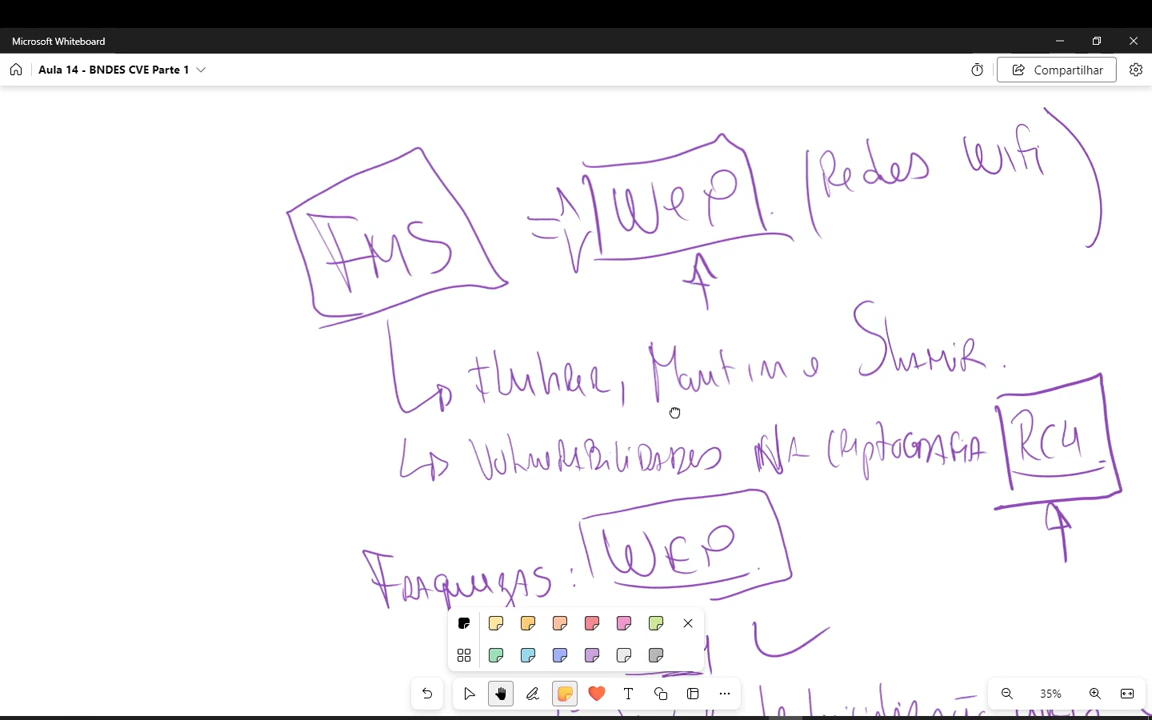 Microsoft Whiteboard
Aula 14 - BNDES CVE Parte 1
Compartilhar
FMS => WEP. (Redes Wifi)
Fluhrer, Mantin e Shamir.
Vulnerabilidades na criptografia RC4
Fraquezas: WEP.
35%